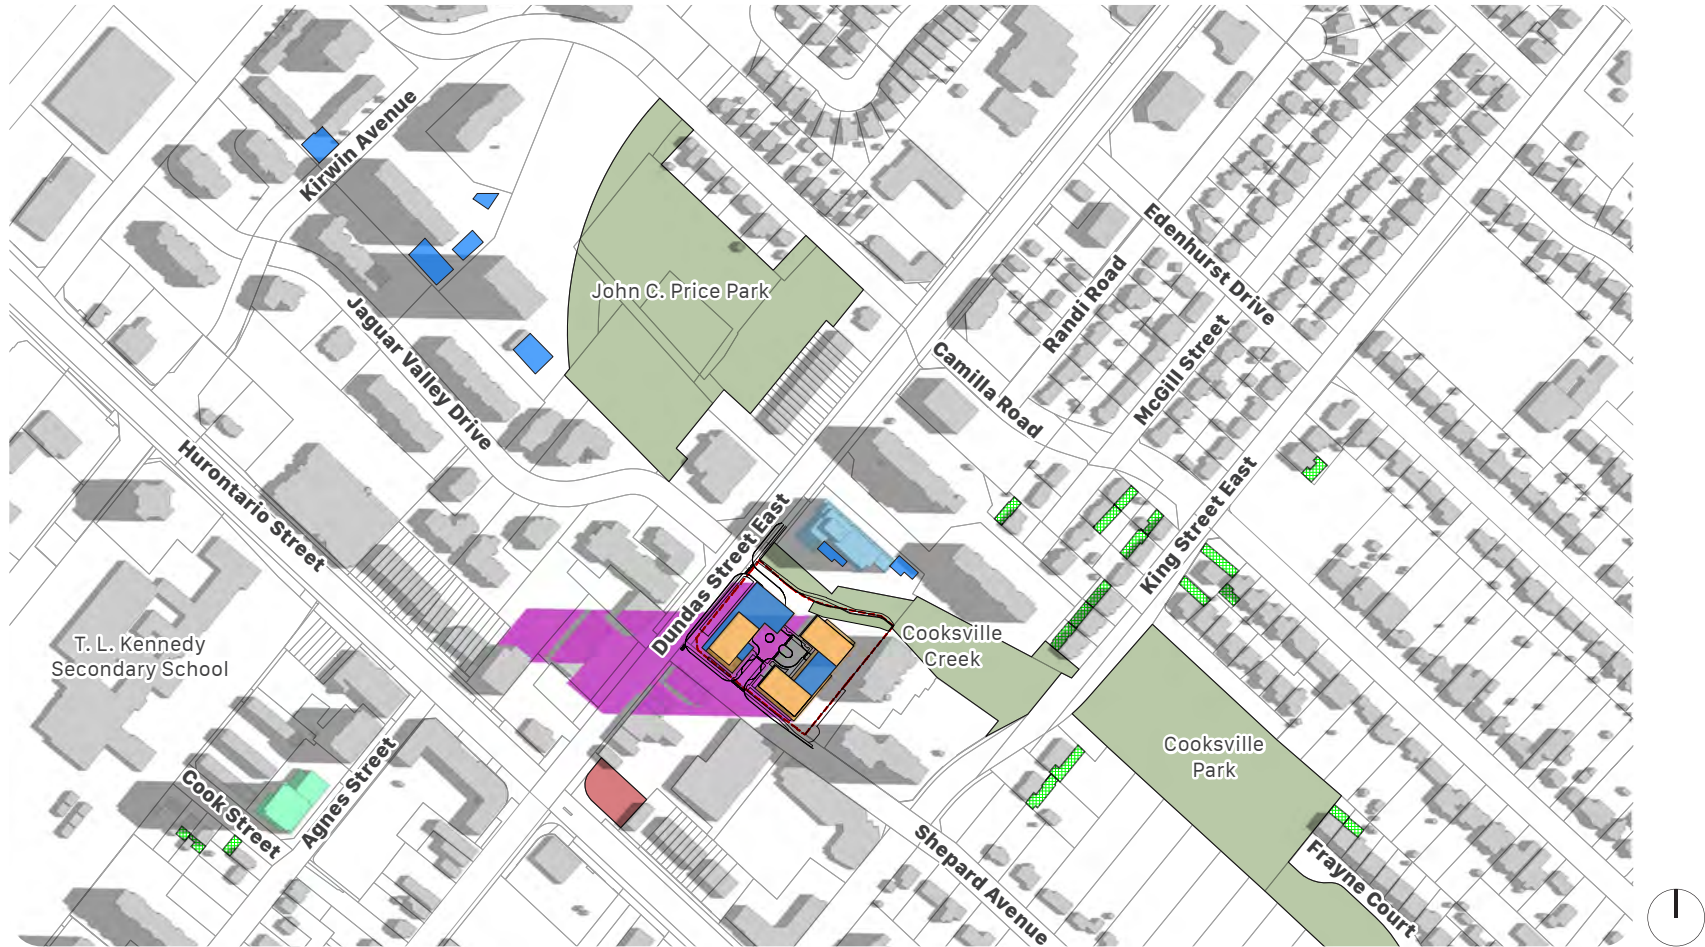 Kirwin Avenue
Edenhurst Drive
John C. Price Park
Randi Road
Jaguar Valley Drive
McGill Street
Camilla Road
Hurontario Street
King Street East
Dundas Street East
T. L. Kennedy
Secondary School
Cooksville
Creek
Cooksville
Park
Cook Street
Agnes Street
Shepard Avenue
Frayne Court